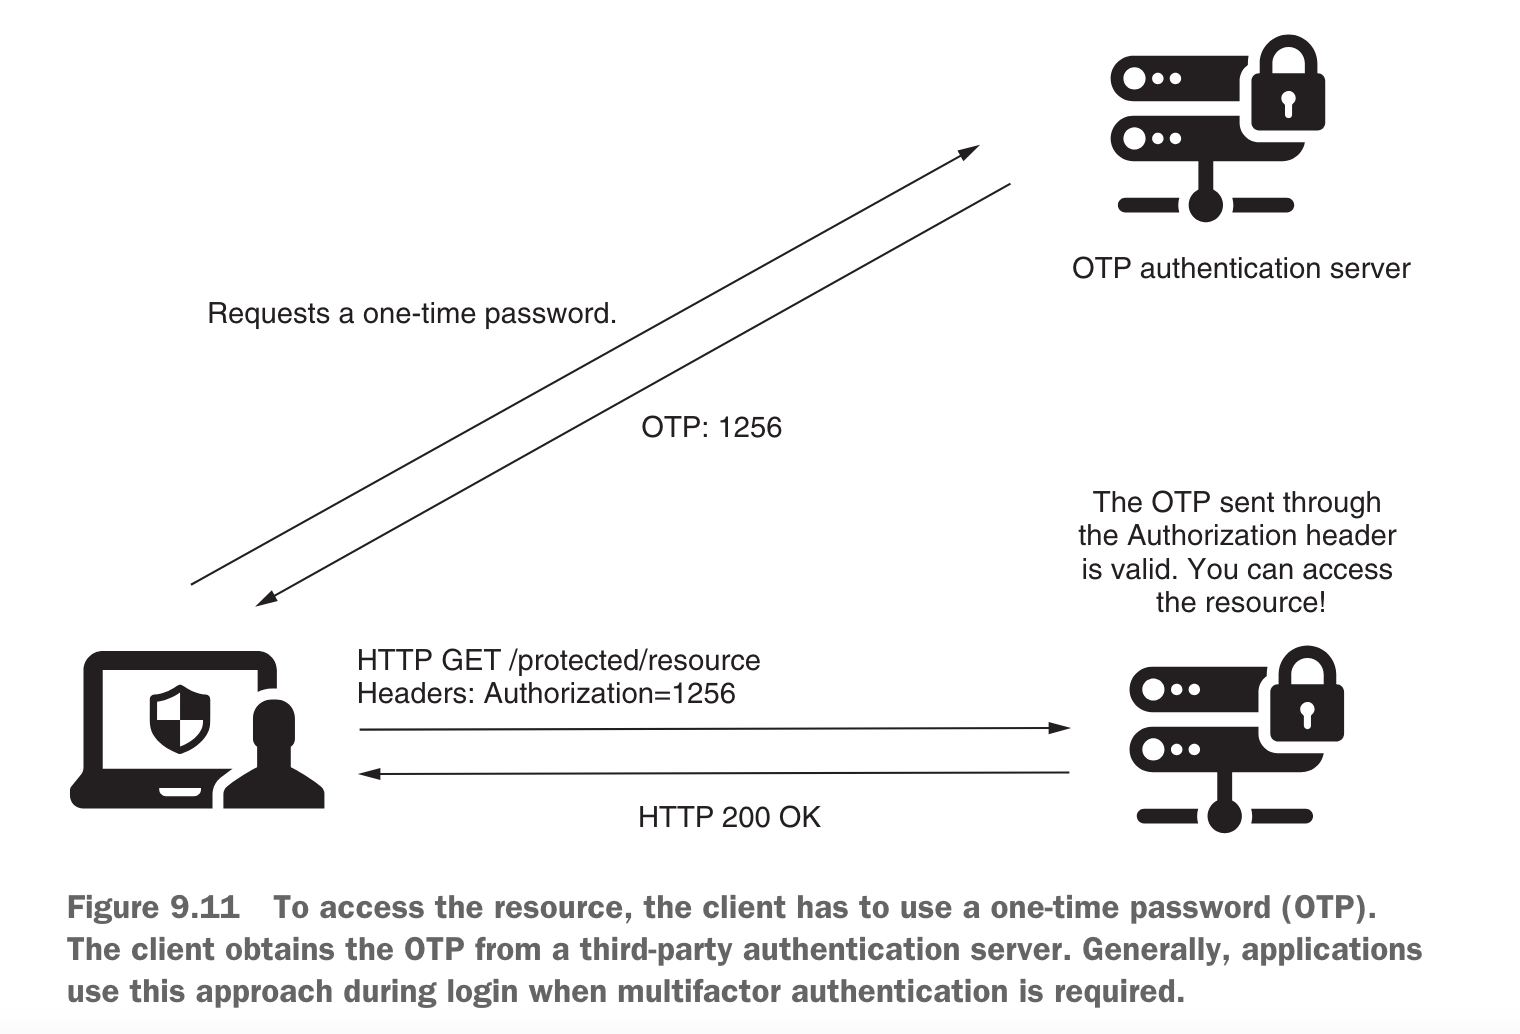 OTP authentication server
Requests a one-time password.
OTP: 1256
The OTP sent through
the Authorization header
is valid. You can access
the resource!
HTTP GET /protected/resource
Headers: Authorization=1256
HTTP 200 OK
Figure 9.11 To access the resource, the client has to use a one-time password (OTP).
The client obtains the OTP from a third-party authentication server. Generally, applications
use this approach during login when multifactor authentication is required.